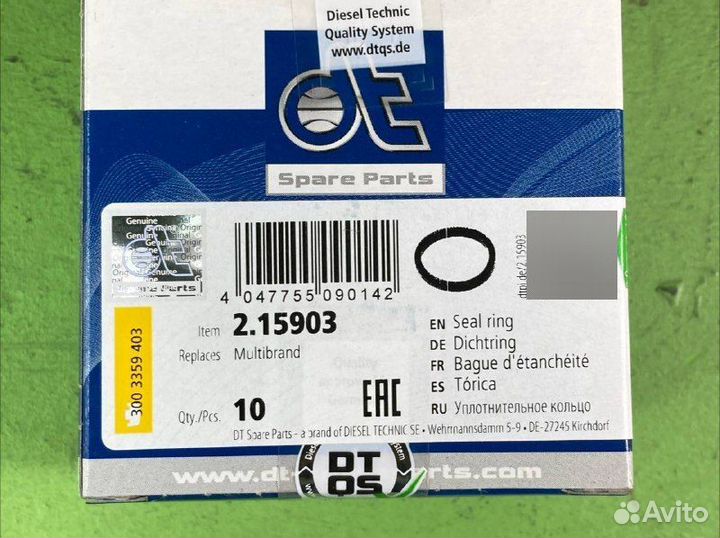 Diesel Technic
Quality System
www.dtqs.de
DT
Spare Parts
Genuine
4 047755 090142
dtpi.de/2.15903
Item 2.15903
Replaces Multibrand
300 3359 403
Qty./Pcs. 10
EAC
EN Seal ring
DE Dichtring
FR Bague d'étanchéité
ES Tórica
RU Уплотнительное кольцо
DT Spare Parts - a brand of DIESEL TECHNIC SE • Wehrmannsdamm 5-9 • DE-27245 Kirchdorf
www.dt- arts.com
DT
QS
Avito